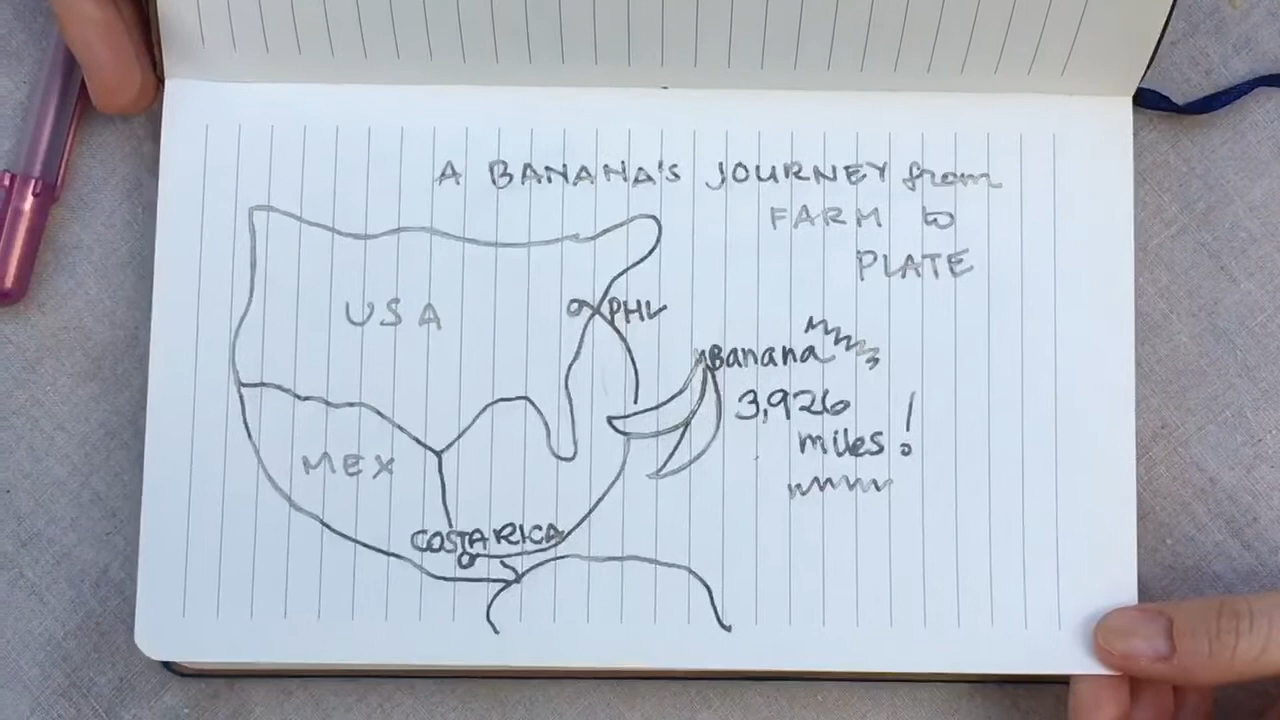 A BANANA'S JOURNEY from
FARM to
PLATE
USA
PHL
Banana
3,926
miles!
MEX
COSTA RICA